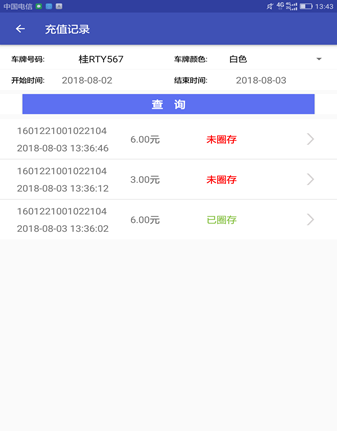 中国电信 4G 13:43
充值记录
车牌号码: 桂RTY567 车牌颜色: 白色
开始时间: 2018-08-02 结束时间: 2018-08-03
查 询
1601221001022104
6.00元 未圈存
2018-08-03 13:36:46
1601221001022104
3.00元 未圈存
2018-08-03 13:36:12
1601221001022104
6.00元 已圈存
2018-08-03 13:36:02